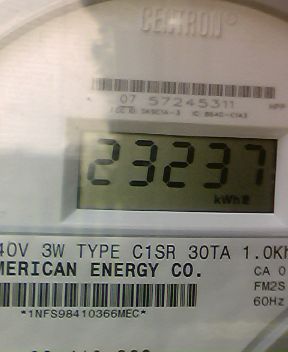 CENTRON
07 57245311
23237
kWh
40V 3W TYPE C1SR 30TA 1.0Kh
MERICAN ENERGY CO.
CA 0
FM2S
60Hz
*1NFS98410366MEC*